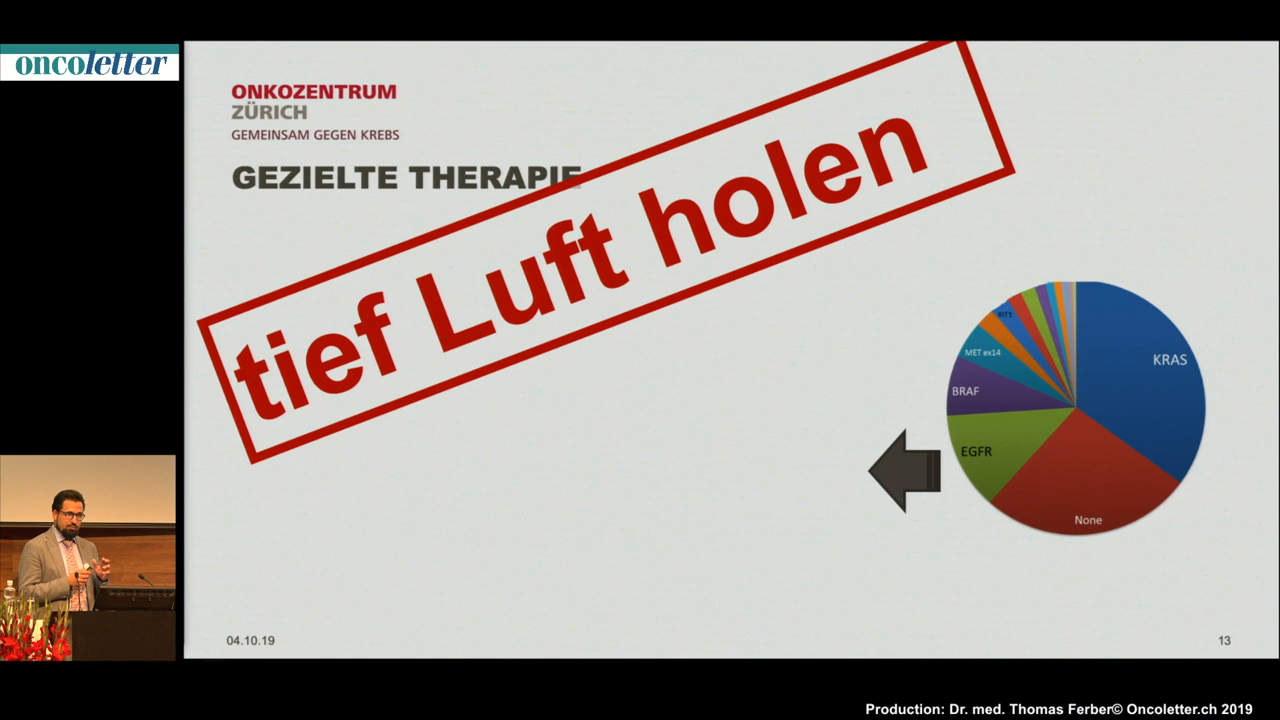 oncoletter
ONKOZENTRUM
ZÜRICH
GEMEINSAM GEGEN KREBS
GEZIELTE THERAPIE
tief Luft holen
RIT1
MET ex14
BRAF
EGFR
KRAS
None
04.10.19
13
Production: Dr. med. Thomas Ferber© Oncoletter.ch 2019